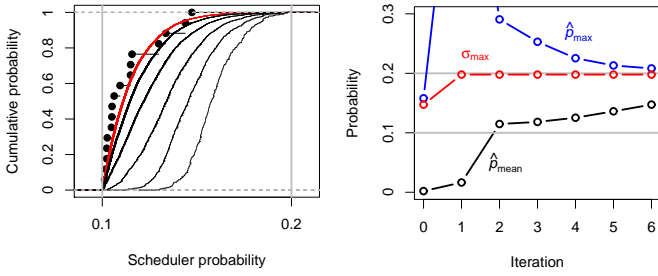 Cumulative probability
1
0.8
0.6
0.4
0.2
0
0.1
0.2
Scheduler probability
Probability
0.3
0.2
0.1
0
p̂max
σmax
p̂mean
0 1 2 3 4 5 6
Iteration